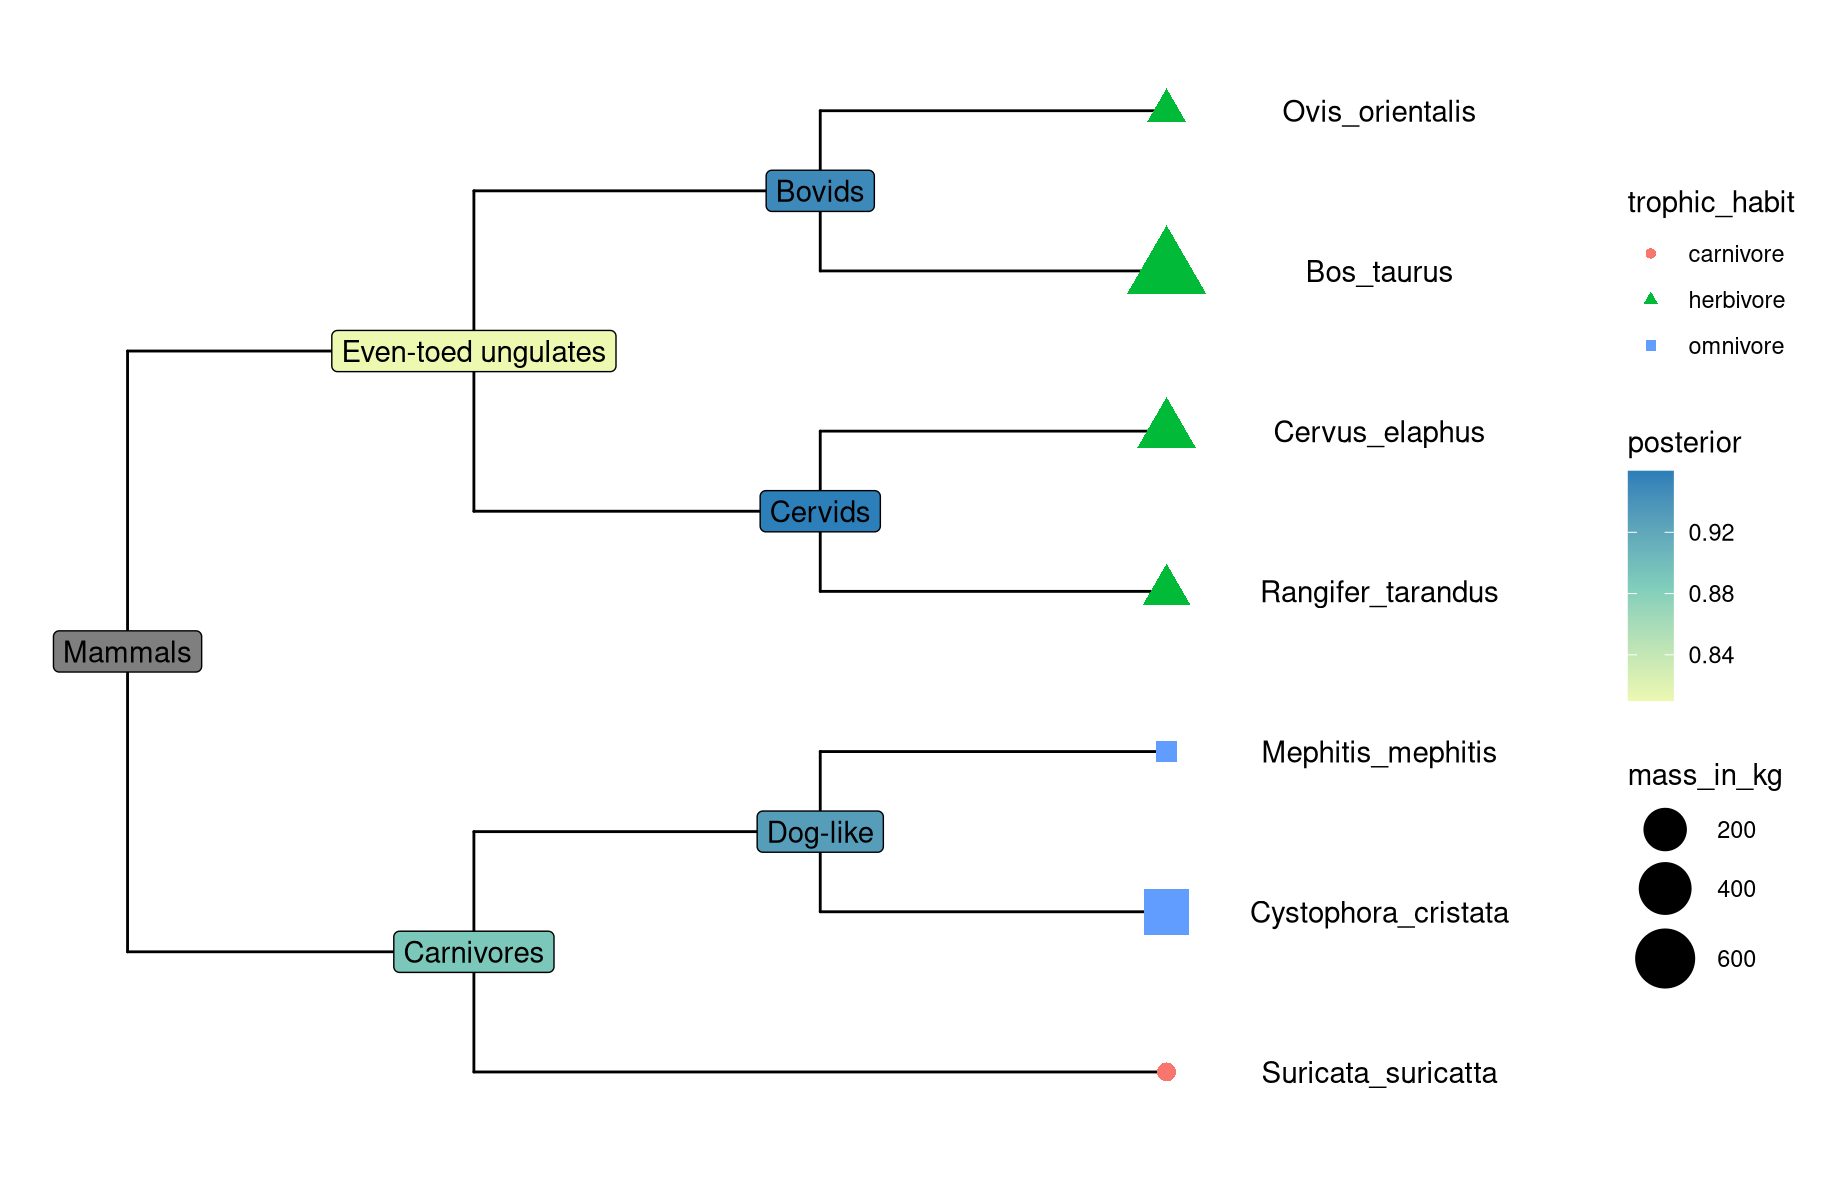 Ovis_orientalis
Bovids
Bos_taurus
Even-toed ungulates
Cervus_elaphus
Cervids
Rangifer_tarandus
Mammals
Mephitis_mephitis
Dog-like
Cystophora_cristata
Carnivores
Suricata_suricatta
trophic_habit
carnivore
herbivore
omnivore
posterior
0.92
0.88
0.84
mass_in_kg
200
400
600